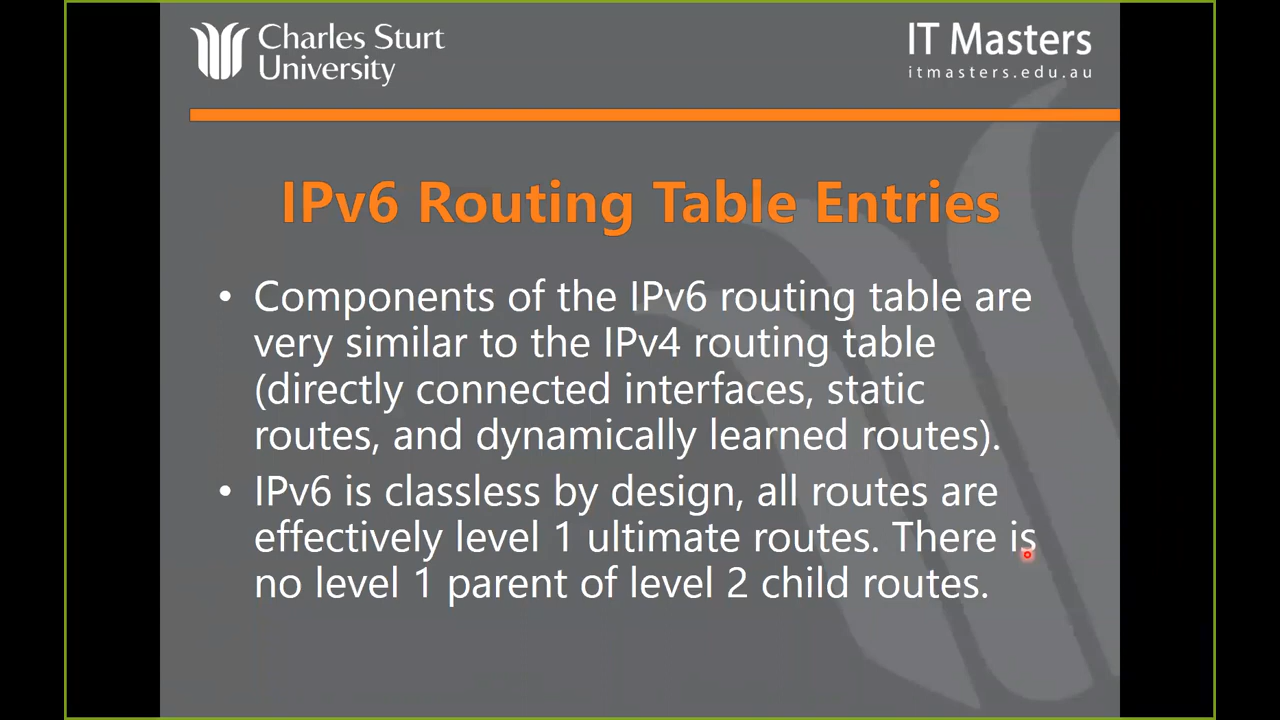 Charles Sturt
University
IT Masters
itmasters.edu.au
IPv6 Routing Table Entries
• Components of the IPv6 routing table are
very similar to the IPv4 routing table
(directly connected interfaces, static
routes, and dynamically learned routes).
• IPv6 is classless by design, all routes are
effectively level 1 ultimate routes. There is
no level 1 parent of level 2 child routes.